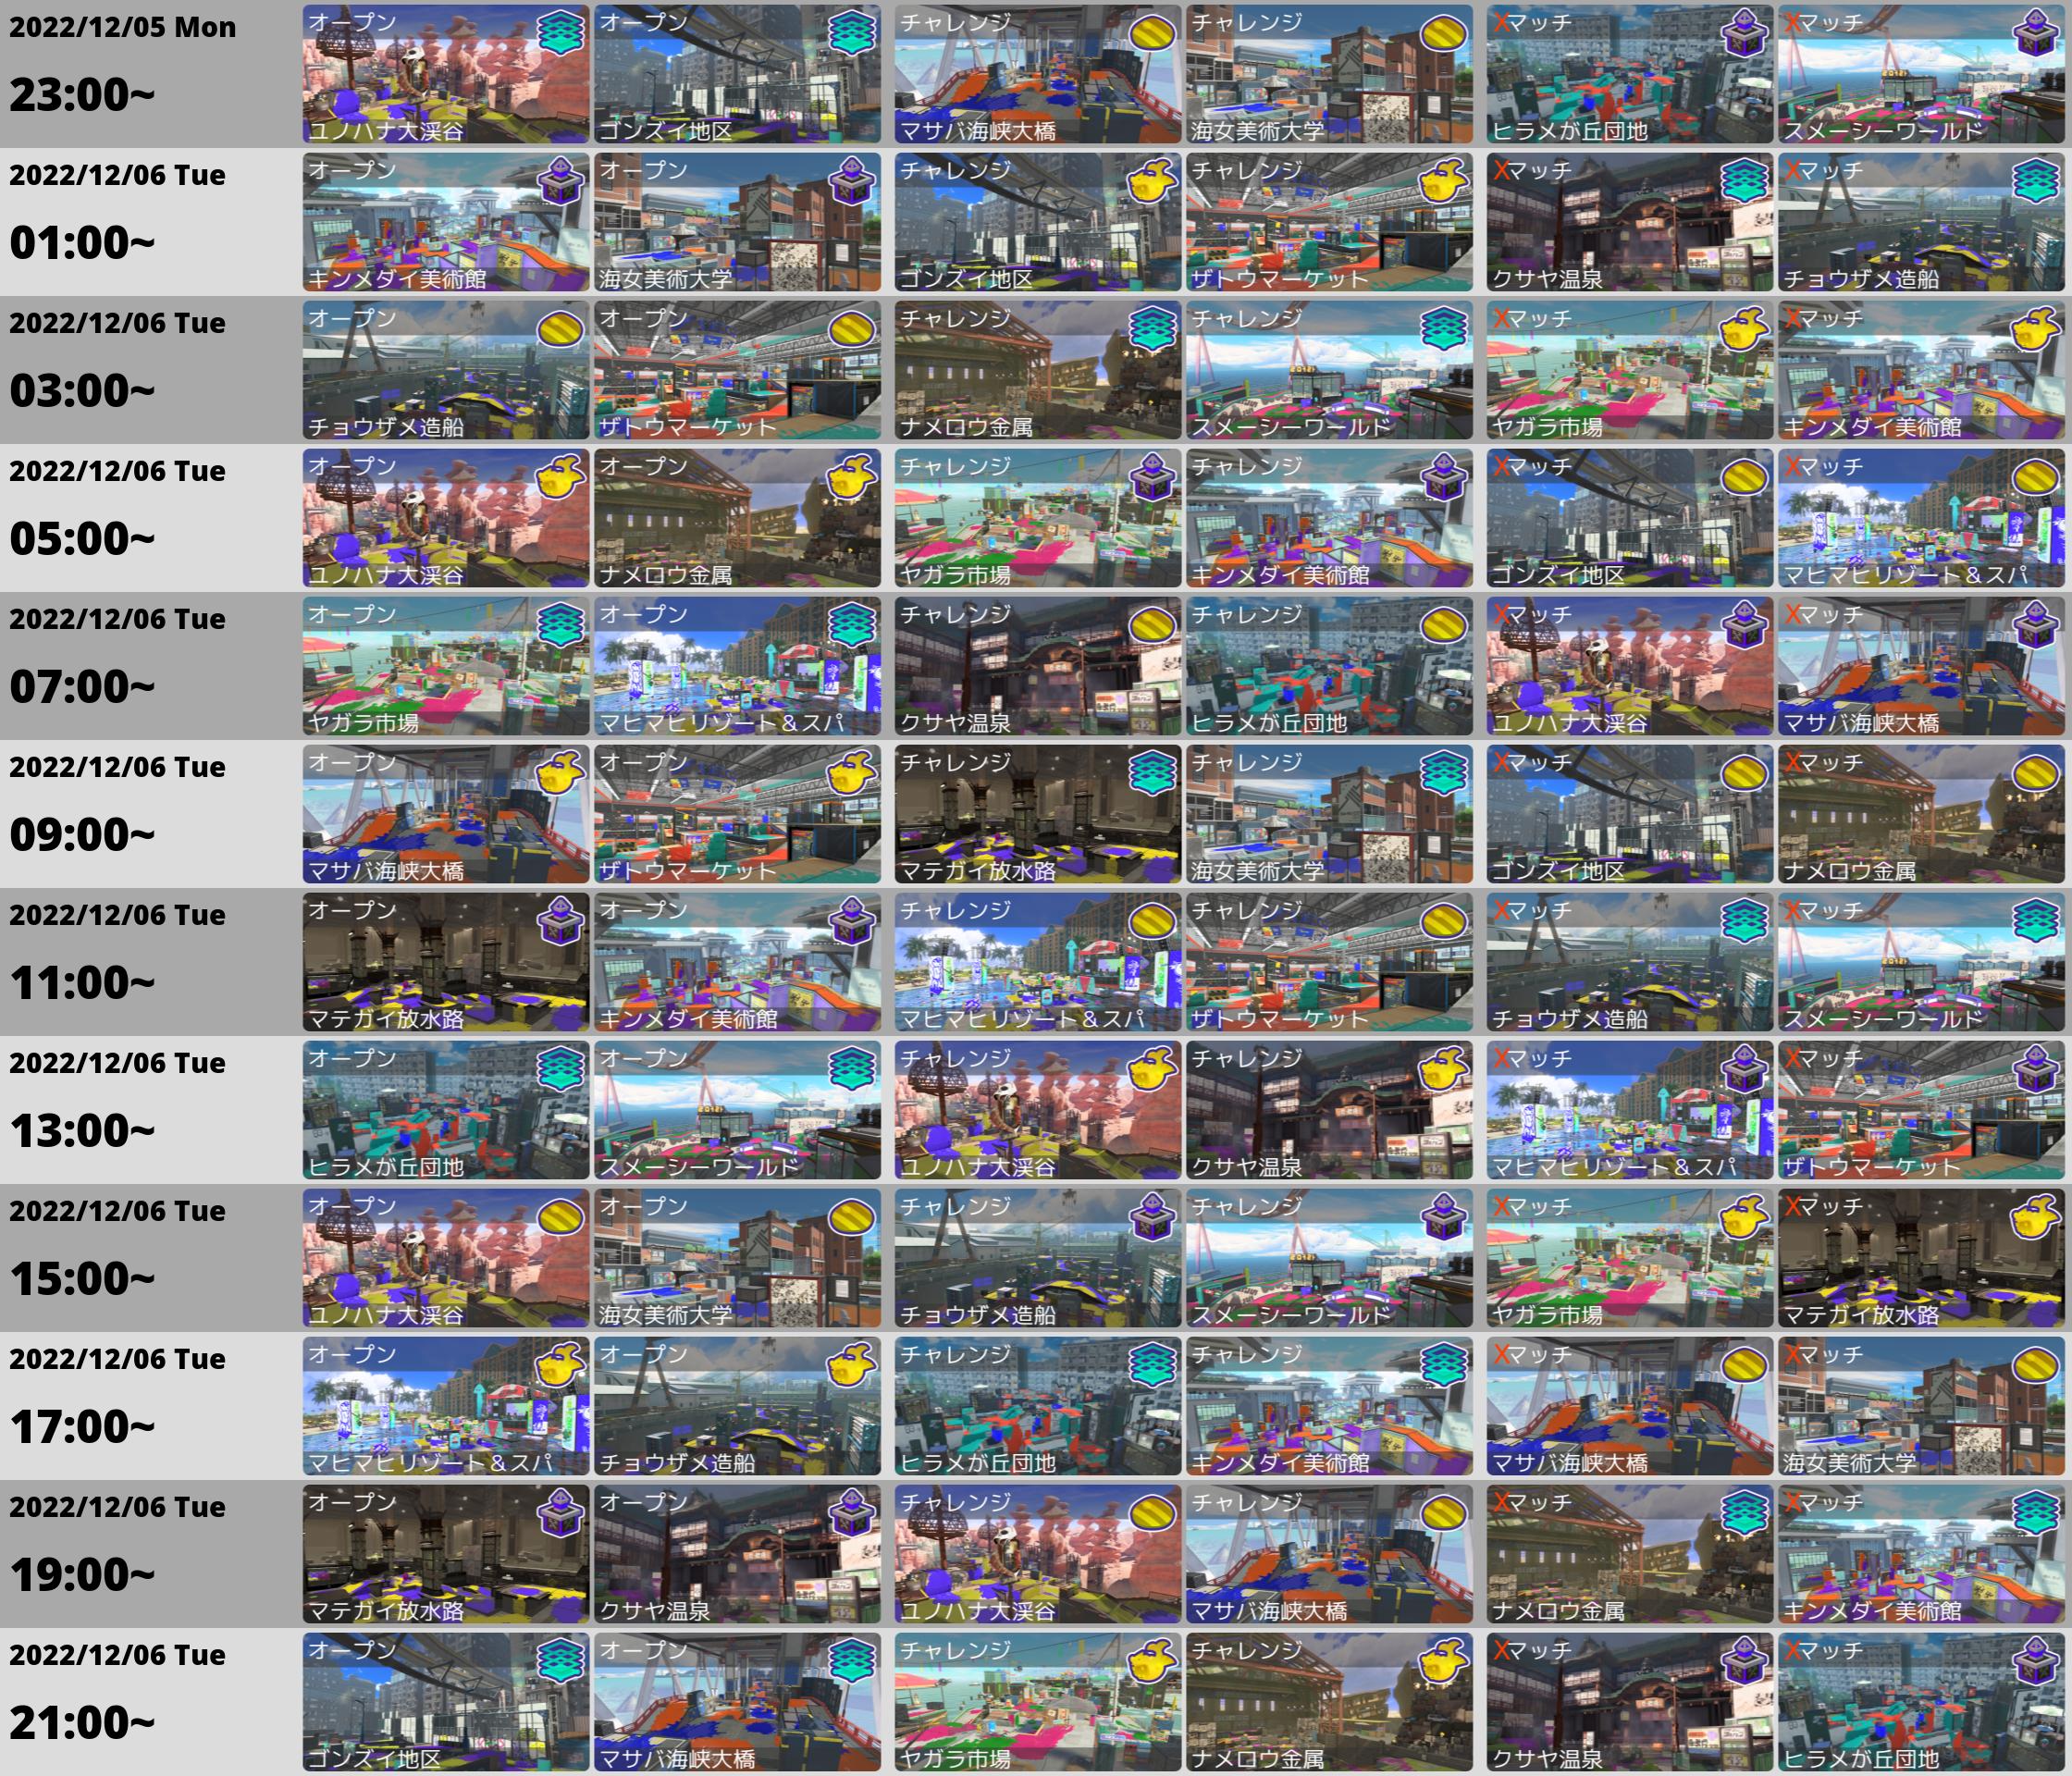 2022/12/05 Mon
23:00~
オープン オープン チャレンジ チャレンジ Xマッチ Xマッチ
ユノハナ大渓谷 ゴンズイ地区 マサバ海峡大橋 海女美術大学 ヒラメが丘団地 スメーシーワールド
2022/12/06 Tue
01:00~
オープン オープン チャレンジ チャレンジ Xマッチ Xマッチ
キンメダイ美術館 海女美術大学 ゴンズイ地区 ザトウマーケット クサヤ温泉 チョウザメ造船
2022/12/06 Tue
03:00~
オープン オープン チャレンジ チャレンジ Xマッチ Xマッチ
チョウザメ造船 ザトウマーケット ナメロウ金属 スメーシーワールド ヤガラ市場 キンメダイ美術館
2022/12/06 Tue
05:00~
オープン オープン チャレンジ チャレンジ Xマッチ Xマッチ
ユノハナ大渓谷 ナメロウ金属 ヤガラ市場 キンメダイ美術館 ゴンズイ地区 マヒマヒリゾート＆スパ
2022/12/06 Tue
07:00~
オープン オープン チャレンジ チャレンジ Xマッチ Xマッチ
ヤガラ市場 マヒマヒリゾート＆スパ クサヤ温泉 ヒラメが丘団地 ユノハナ大渓谷 マサバ海峡大橋
2022/12/06 Tue
09:00~
オープン オープン チャレンジ チャレンジ Xマッチ Xマッチ
マサバ海峡大橋 ザトウマーケット マテガイ放水路 海女美術大学 ゴンズイ地区 ナメロウ金属
2022/12/06 Tue
11:00~
オープン オープン チャレンジ チャレンジ Xマッチ Xマッチ
マテガイ放水路 キンメダイ美術館 マヒマヒリゾート＆スパ ザトウマーケット チョウザメ造船 スメーシーワールド
2022/12/06 Tue
13:00~
オープン オープン チャレンジ チャレンジ Xマッチ Xマッチ
ヒラメが丘団地 スメーシーワールド ユノハナ大渓谷 クサヤ温泉 マヒマヒリゾート＆スパ ザトウマーケット
2022/12/06 Tue
15:00~
オープン オープン チャレンジ チャレンジ Xマッチ Xマッチ
ユノハナ大渓谷 海女美術大学 チョウザメ造船 スメーシーワールド ヤガラ市場 マテガイ放水路
2022/12/06 Tue
17:00~
オープン オープン チャレンジ チャレンジ Xマッチ Xマッチ
マヒマヒリゾート＆スパ チョウザメ造船 ヒラメが丘団地 キンメダイ美術館 マサバ海峡大橋 海女美術大学
2022/12/06 Tue
19:00~
オープン オープン チャレンジ チャレンジ Xマッチ Xマッチ
マテガイ放水路 クサヤ温泉 ユノハナ大渓谷 マサバ海峡大橋 ナメロウ金属 キンメダイ美術館
2022/12/06 Tue
21:00~
オープン オープン チャレンジ チャレンジ Xマッチ Xマッチ
ゴンズイ地区 マサバ海峡大橋 ヤガラ市場 ナメロウ金属 クサヤ温泉 ヒラメが丘団地